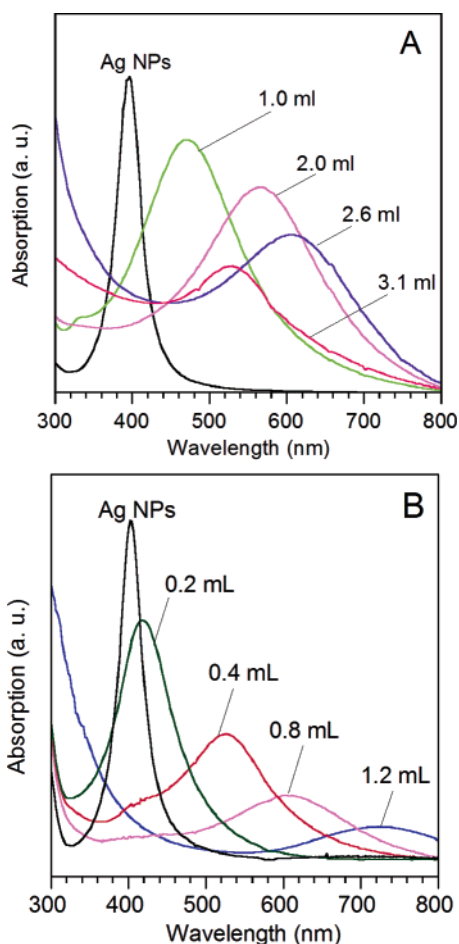 A
Ag NPs
1.0 ml
2.0 ml
2.6 ml
3.1 ml
Absorption (a. u.)
300 400 500 600 700 800
Wavelength (nm)
B
Ag NPs
0.2 mL
0.4 mL
0.8 mL
1.2 mL
Absorption (a. u.)
300 400 500 600 700 800
Wavelength (nm)